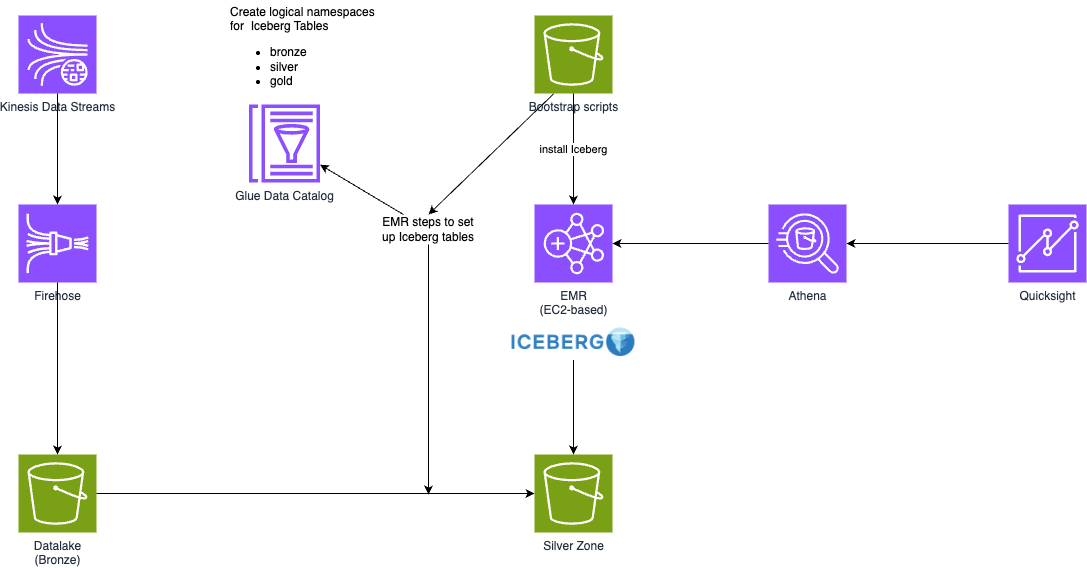 Create logical namespaces
for Iceberg Tables
bronze
silver
gold
Kinesis Data Streams
Bootstrap scripts
install Iceberg
Glue Data Catalog
EMR steps to set
up Iceberg tables
Firehose
EMR
(EC2-based)
Athena
Quicksight
ICEBERG
Datalake
(Bronze)
Silver Zone